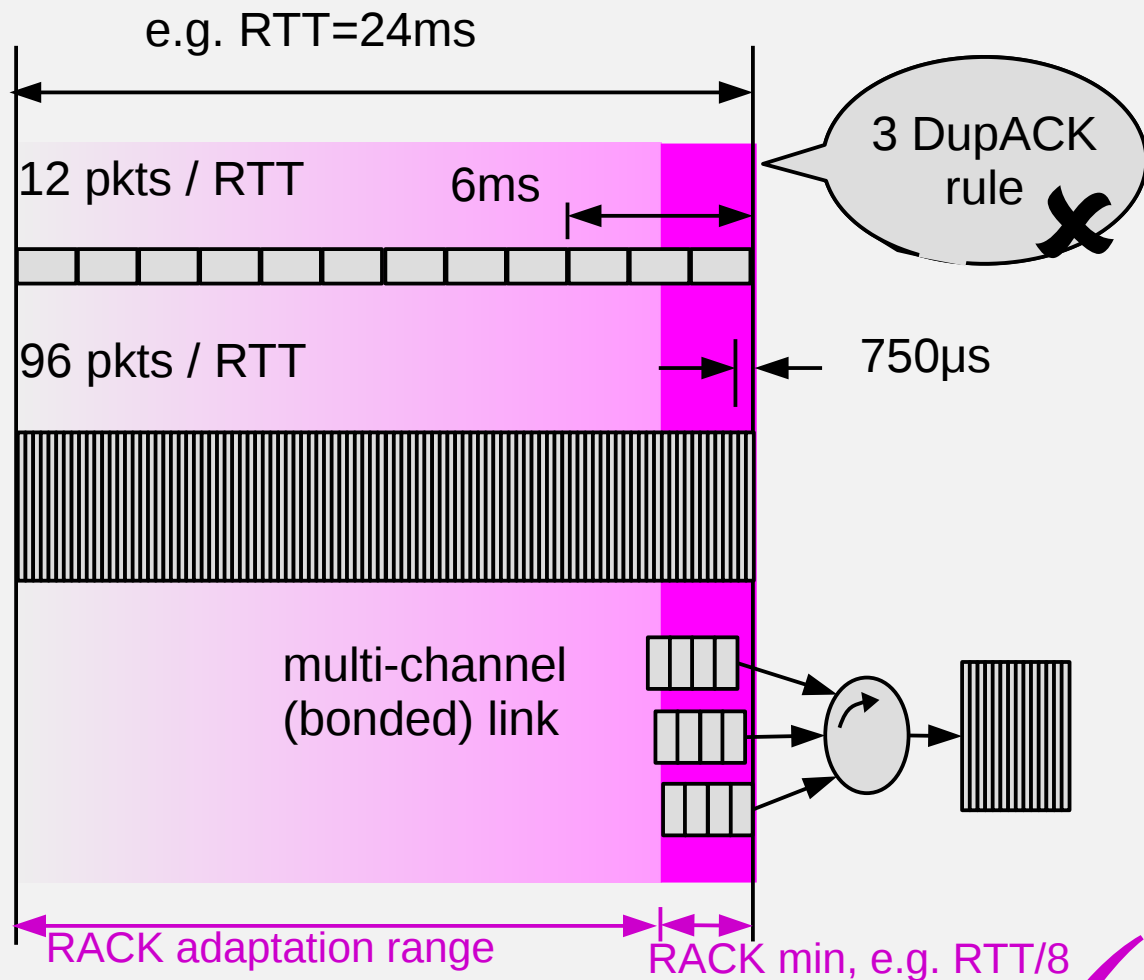 e.g. RTT=24ms
12 pkts / RTT
6ms
3 DupACK
rule
96 pkts / RTT
750µs
multi-channel
(bonded) link
RACK adaptation range
RACK min, e.g. RTT/8